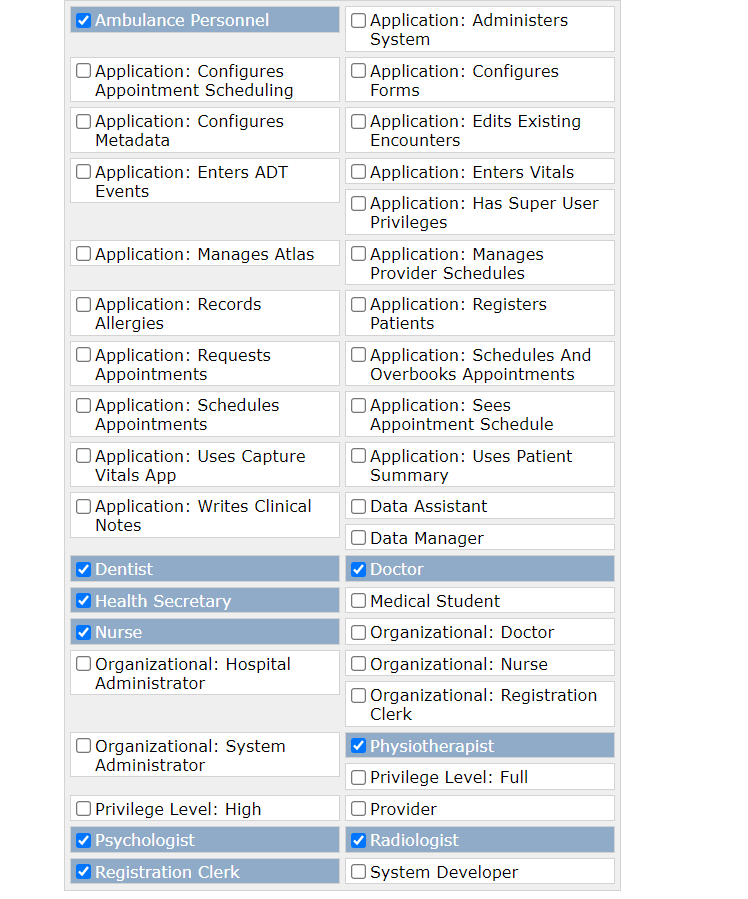 Ambulance Personnel
Application: Administers
System
Application: Configures
Appointment Scheduling
Application: Configures
Forms
Application: Configures
Metadata
Application: Edits Existing
Encounters
Application: Enters ADT
Events
Application: Enters Vitals
Application: Has Super User
Privileges
Application: Manages Atlas
Application: Manages
Provider Schedules
Application: Records
Allergies
Application: Registers
Patients
Application: Requests
Appointments
Application: Schedules And
Overbooks Appointments
Application: Schedules
Appointments
Application: Sees
Appointment Schedule
Application: Uses Capture
Vitals App
Application: Uses Patient
Summary
Application: Writes Clinical
Notes
Data Assistant
Data Manager
Dentist
Doctor
Health Secretary
Medical Student
Nurse
Organizational: Doctor
Organizational: Hospital
Administrator
Organizational: Nurse
Organizational: Registration
Clerk
Organizational: System
Administrator
Physiotherapist
Privilege Level: Full
Privilege Level: High
Provider
Psychologist
Radiologist
Registration Clerk
System Developer